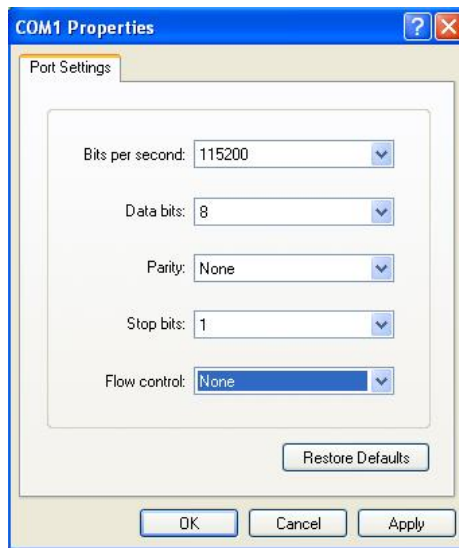 COM1 Properties
Port Settings
Bits per second: 115200
Data bits: 8
Parity: None
Stop bits: 1
Flow control: None
Restore Defaults
OK Cancel Apply